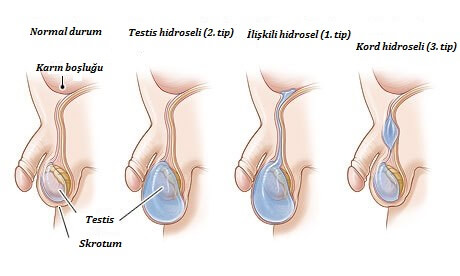 Normal durum
Testis hidroseli (2. tip)
İlişkili hidrosel (1. tip)
Kord hidroseli (3. tip)
Karın boşluğu
Testis
Skrotum